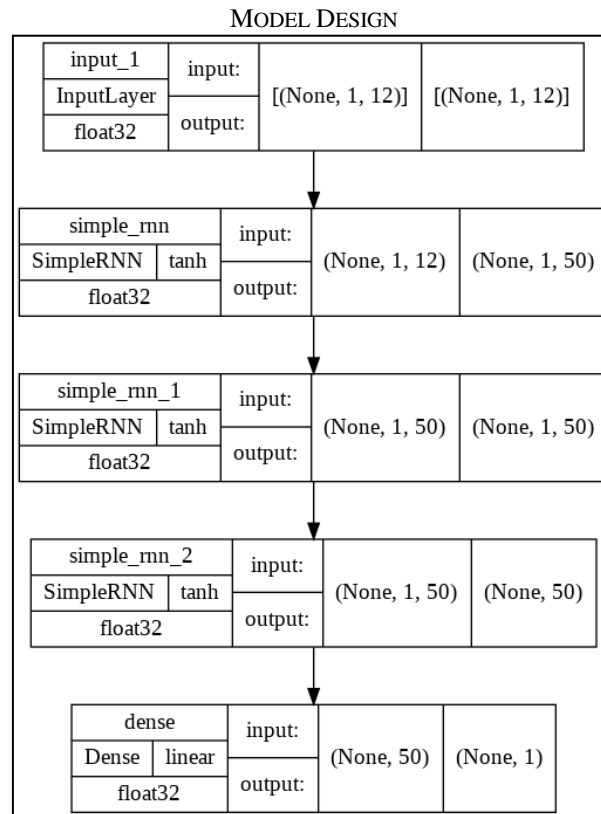 MODEL DESIGN
input_1
InputLayer
float32
input:
output:
[(None, 1, 12)]
[(None, 1, 12)]
simple_rnn
SimpleRNN
tanh
float32
input:
output:
(None, 1, 12)
(None, 1, 50)
simple_rnn_1
SimpleRNN
tanh
float32
input:
output:
(None, 1, 50)
(None, 1, 50)
simple_rnn_2
SimpleRNN
tanh
float32
input:
output:
(None, 1, 50)
(None, 50)
dense
Dense
linear
float32
input:
output:
(None, 50)
(None, 1)